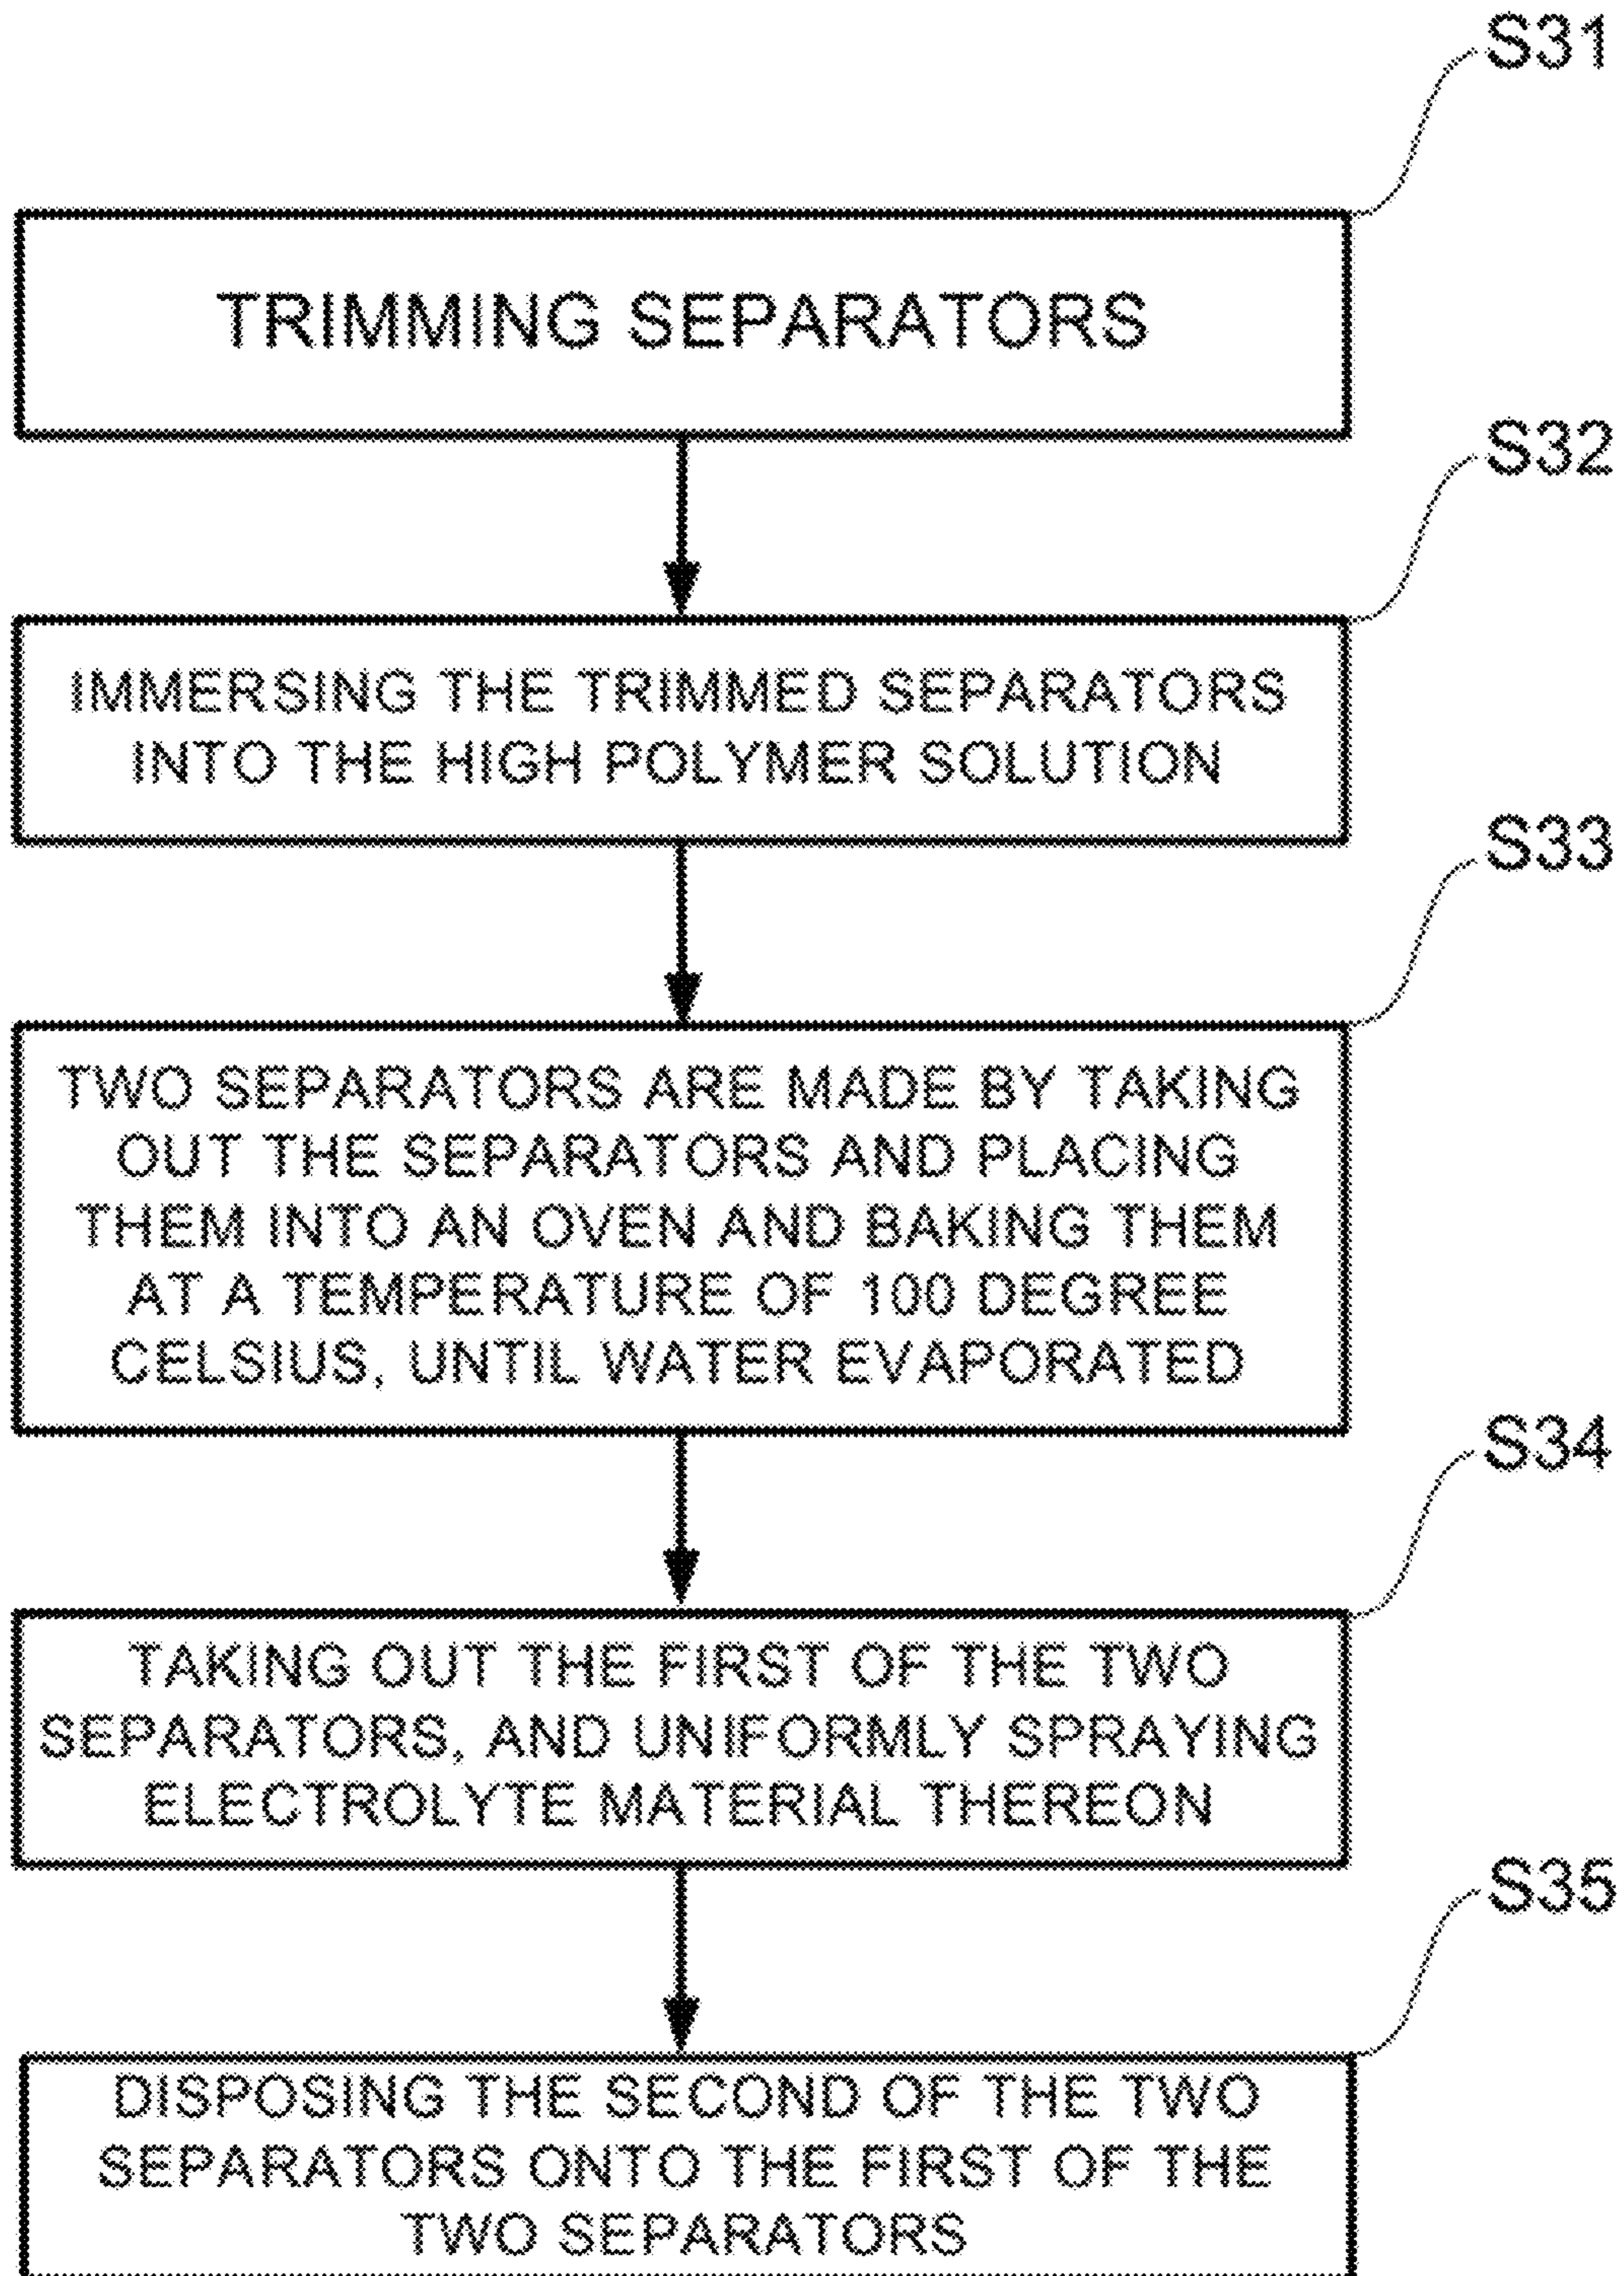 S31
TRIMMING SEPARATORS
S32
IMMERSING THE TRIMMED SEPARATORS
INTO THE HIGH POLYMER SOLUTION
S33
TWO SEPARATORS ARE MADE BY TAKING
OUT THE SEPARATORS AND PLACING
THEM INTO AN OVEN AND BAKING THEM
AT A TEMPERATURE OF 100 DEGREE
CELSIUS, UNTIL WATER EVAPORATED
S34
TAKING OUT THE FIRST OF THE TWO
SEPARATORS, AND UNIFORMLY SPRAYING
ELECTROLYTE MATERIAL THEREON
S35
DISPOSING THE SECOND OF THE TWO
SEPARATORS ONTO THE FIRST OF THE
TWO SEPARATORS